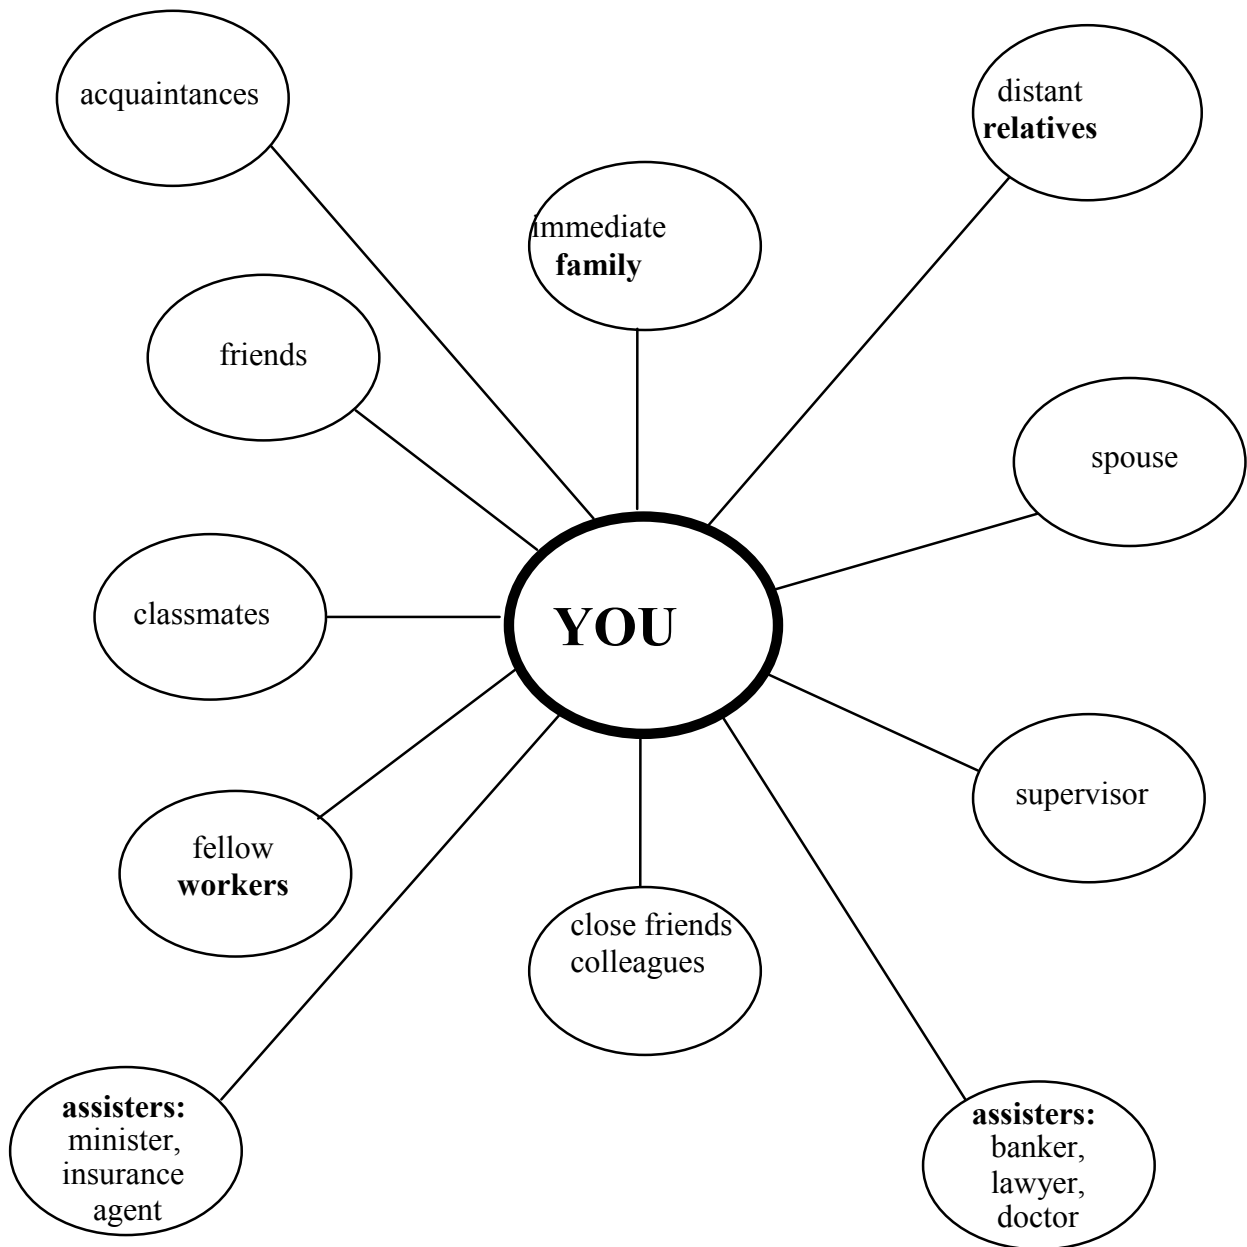 acquaintances
distant
relatives
immediate
family
friends
spouse
YOU
classmates
supervisor
fellow
workers
close friends
colleagues
assisters:
minister,
insurance
agent
assisters:
banker,
lawyer,
doctor